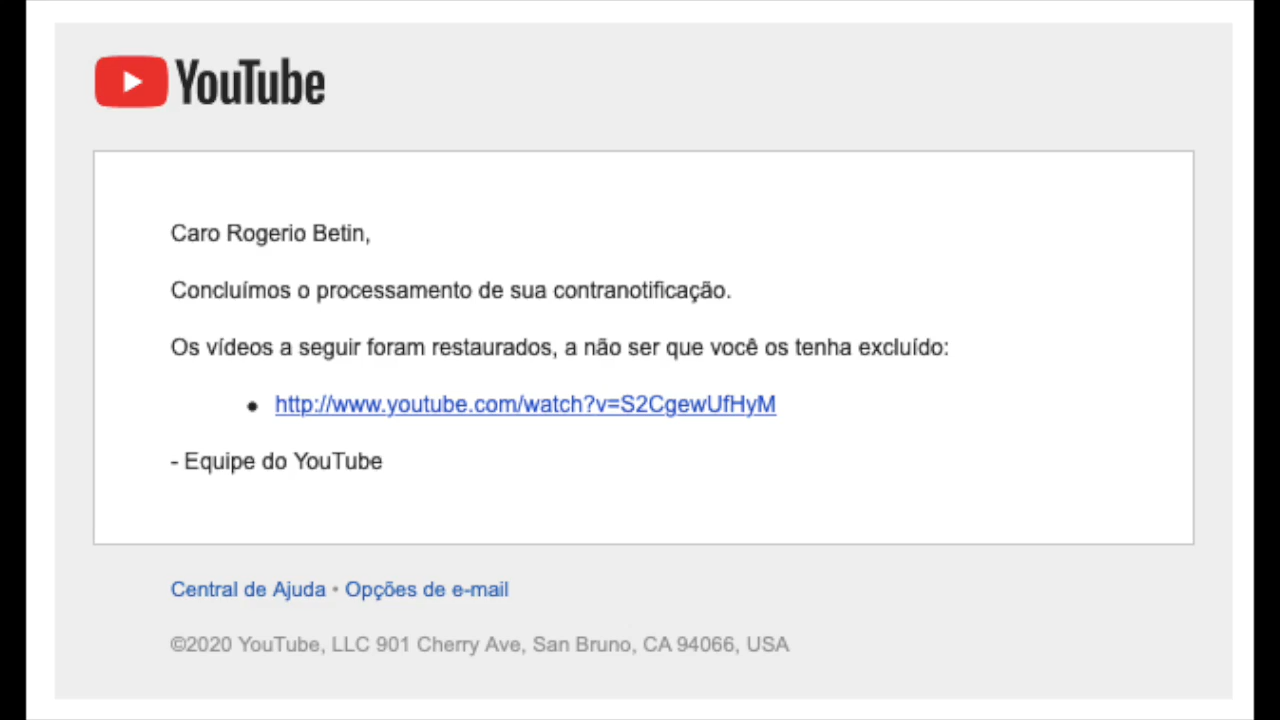 YouTube
Caro Rogerio Betin,
Concluímos o processamento de sua contranotificação.
Os vídeos a seguir foram restaurados, a não ser que você os tenha excluído:
• http://www.youtube.com/watch?v=S2CgewUfHyM
- Equipe do YouTube
Central de Ajuda • Opções de e-mail
©2020 YouTube, LLC 901 Cherry Ave, San Bruno, CA 94066, USA